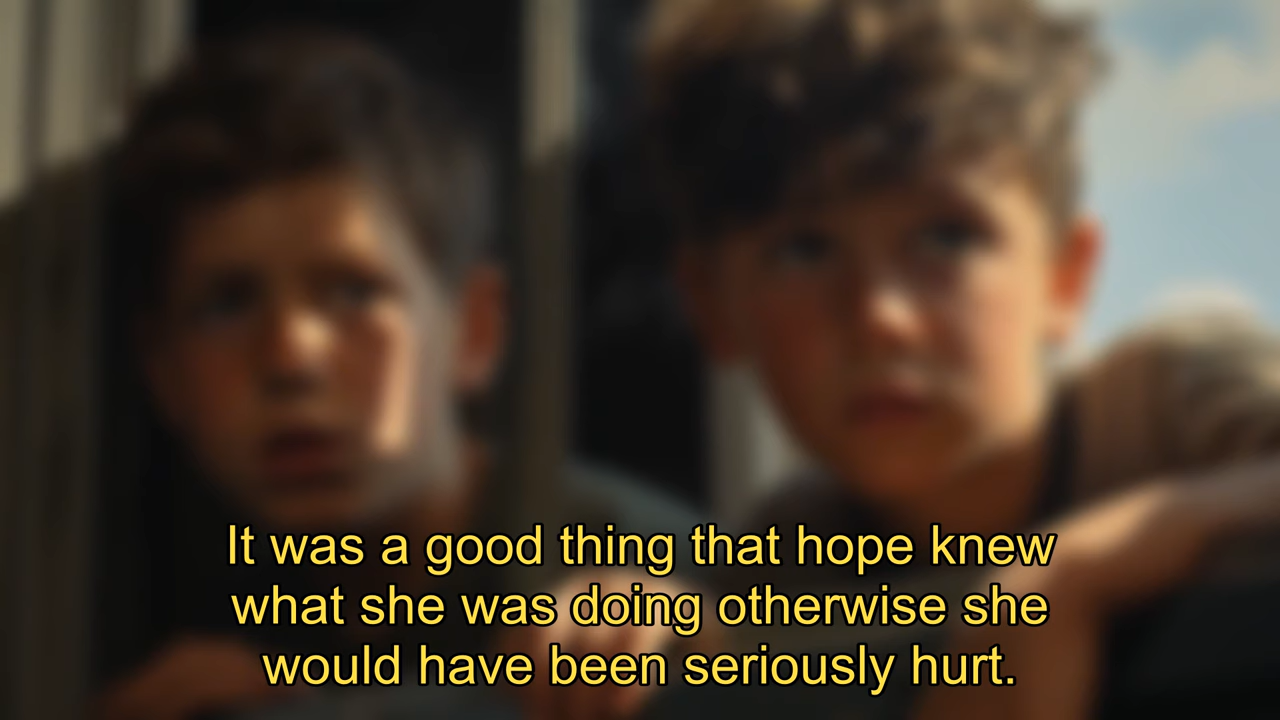 It was a good thing that hope knew
what she was doing otherwise she
would have been seriously hurt.